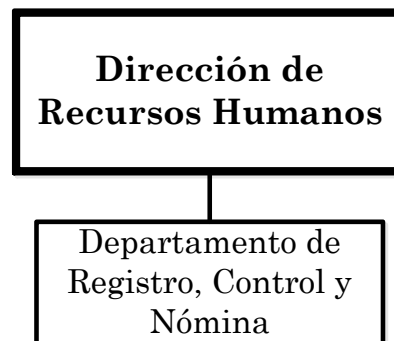 Dirección de
Recursos Humanos
Departamento de
Registro, Control y
Nómina